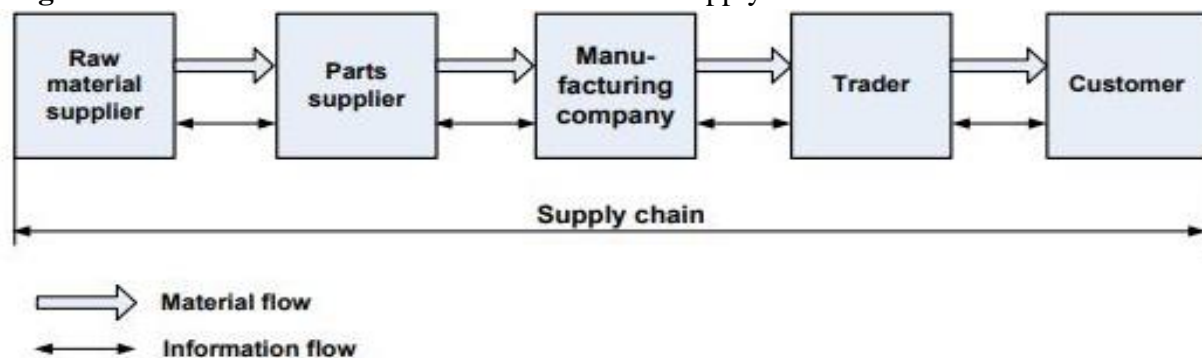 Raw
material
supplier
Parts
supplier
Manu-
facturing
company
Trader
Customer
Supply chain
Material flow
Information flow